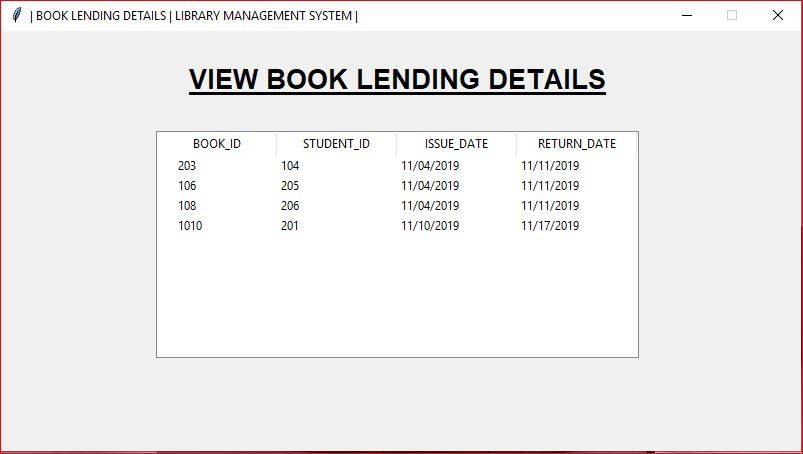 | BOOK LENDING DETAILS | LIBRARY MANAGEMENT SYSTEM |
VIEW BOOK LENDING DETAILS
BOOK_ID STUDENT_ID ISSUE_DATE RETURN_DATE
203 104 11/04/2019 11/11/2019
106 205 11/04/2019 11/11/2019
108 206 11/04/2019 11/11/2019
1010 201 11/10/2019 11/17/2019